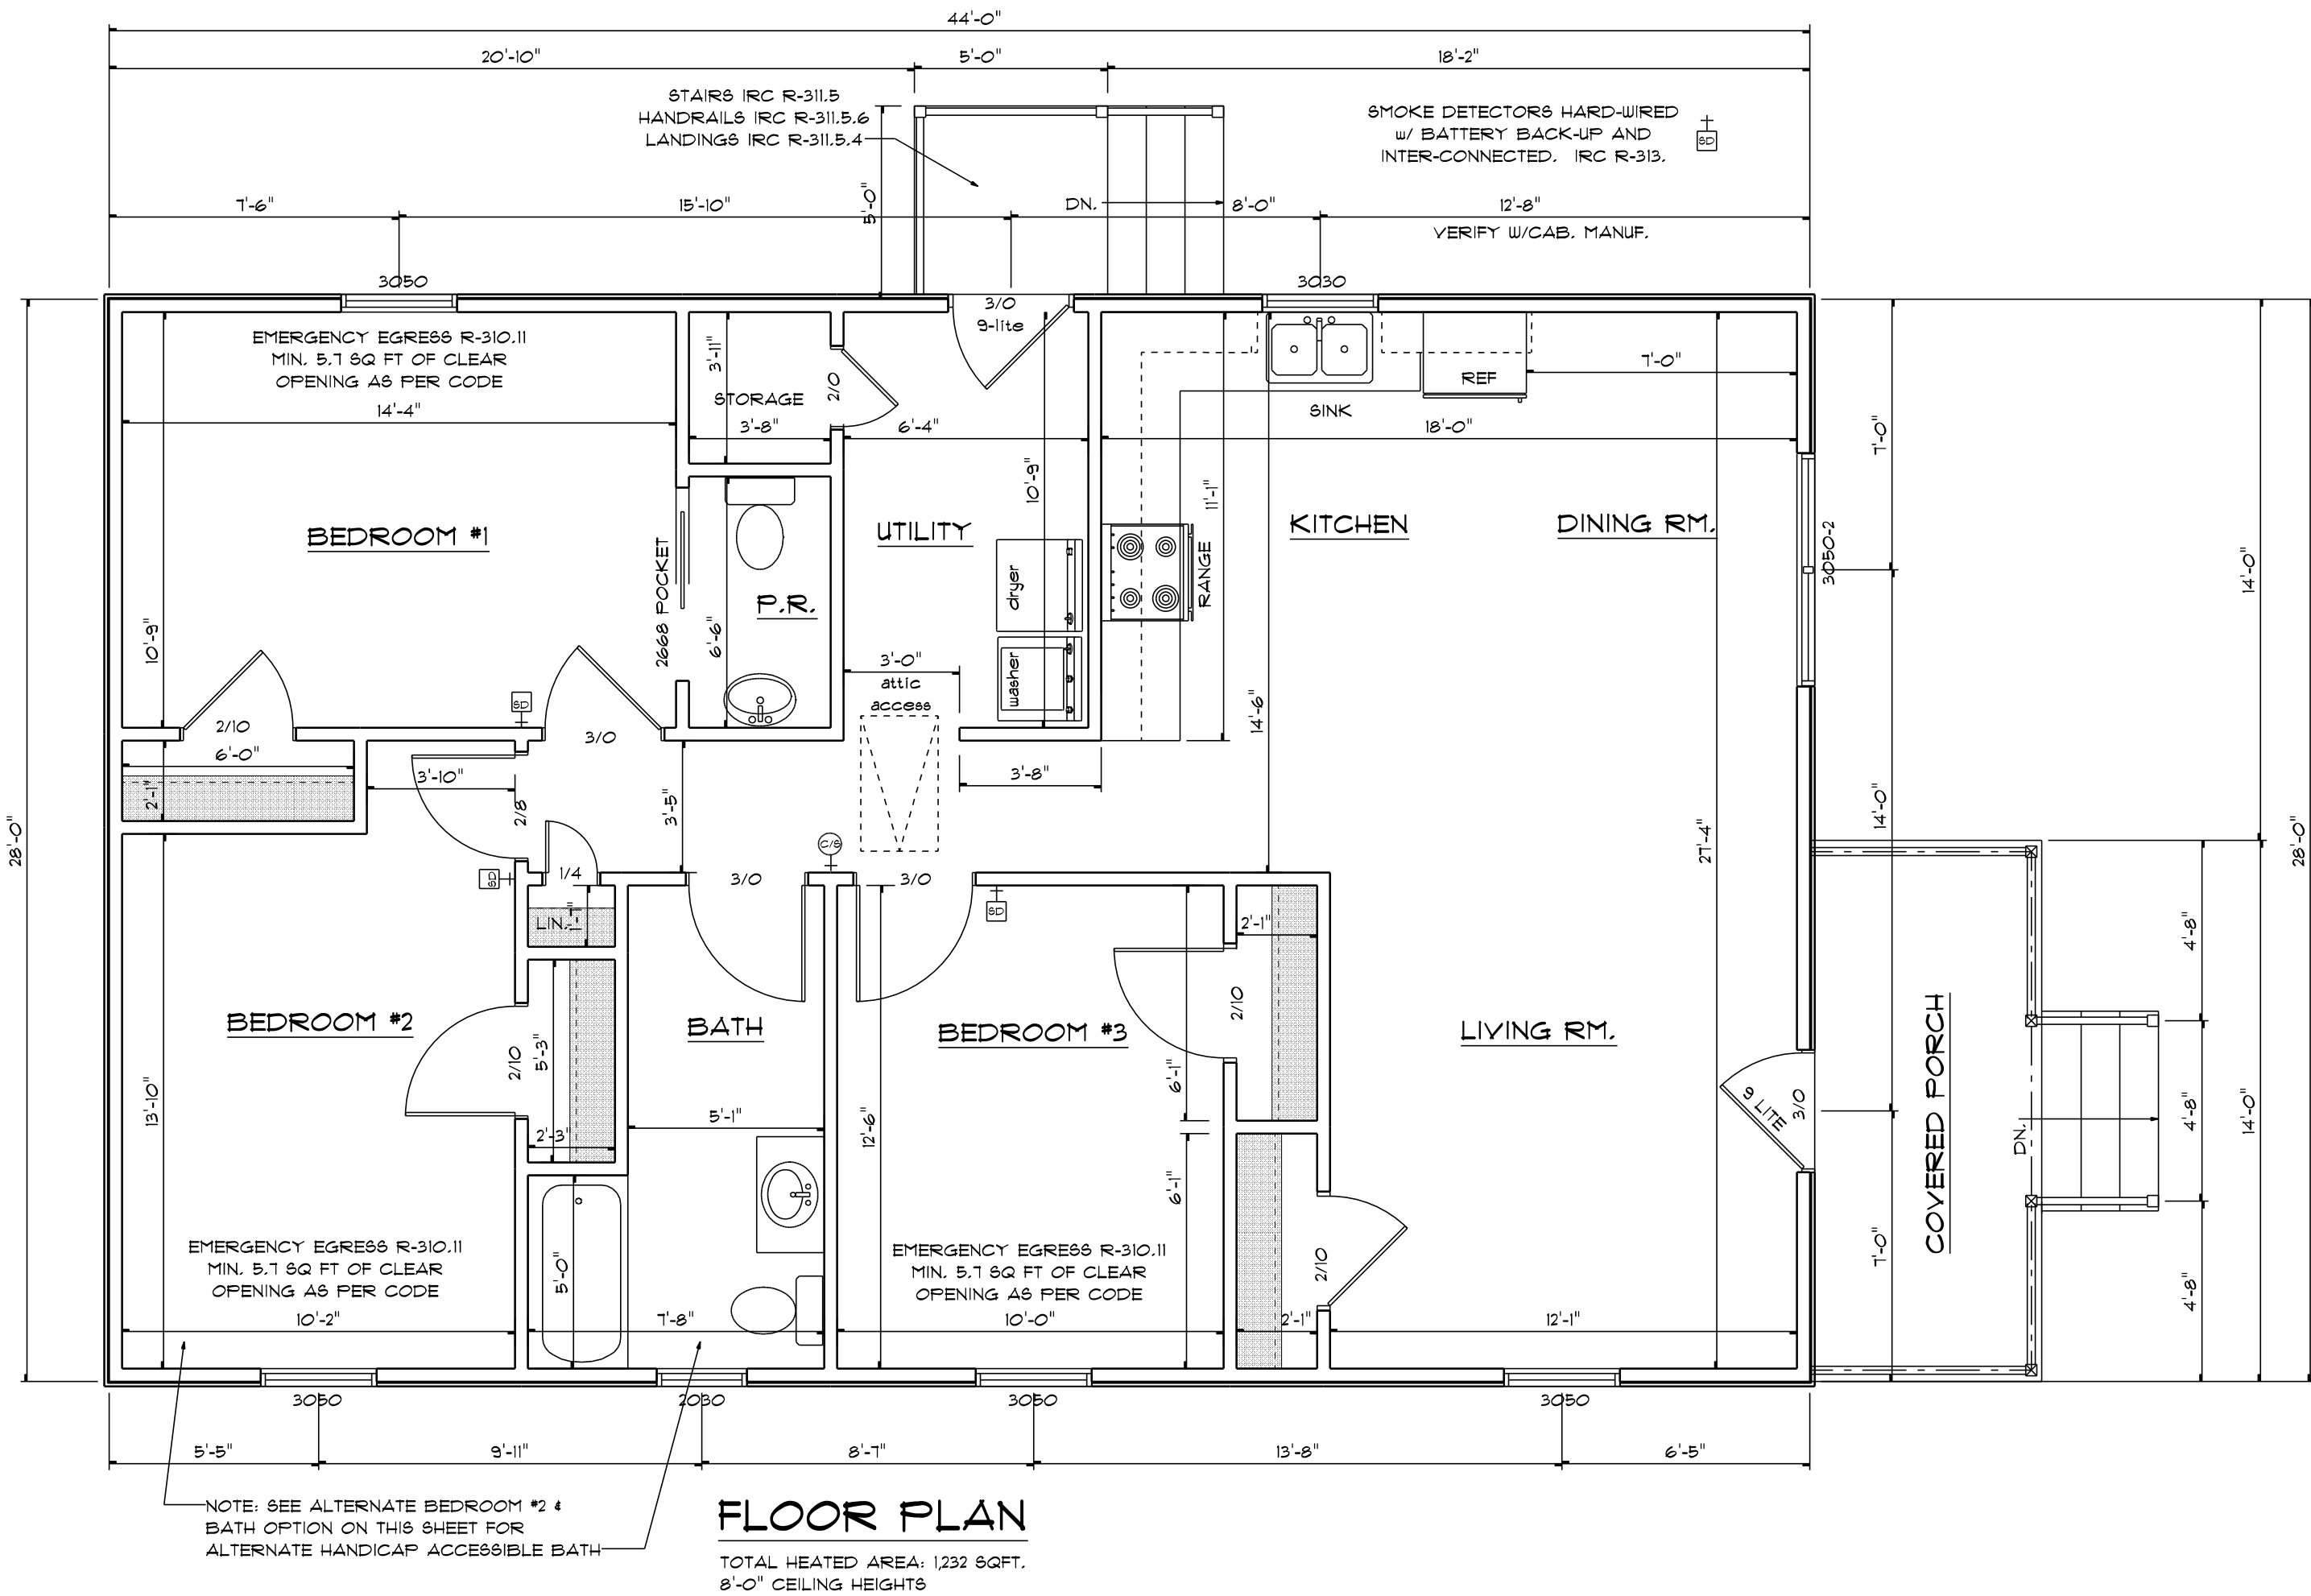 44'-0"
20'-10" 5'-0" 18'-2"
STAIRS IRC R-311.5
HANDRAILS IRC R-311.5.6
LANDINGS IRC R-311.5.4
SMOKE DETECTORS HARD-WIRED
w/ BATTERY BACK-UP AND
INTER-CONNECTED. IRC R-313.
SD
7'-6" 15'-10" 5'-0" DN. 8'-0" 12'-8"
VERIFY W/CAB. MANUF.
3050 3030
3/0
9-lite
EMERGENCY EGRESS R-310.11
MIN. 5.7 SQ FT OF CLEAR
OPENING AS PER CODE
14'-4"
3'-11"
STORAGE
2/0
3'-8" 6'-4" 18'-0"
REF
SINK
7'-0"
7'-0"
10'-9"
11'-1"
BEDROOM #1
UTILITY
KITCHEN
DINING RM.
3050-2
14'-0"
2668 POCKET
P.R.
6'-6"
dryer
washer
RANGE
10'-9"
3'-0"
attic
access
SD
2/10
6'-0"
3/0
14'-6"
3'-10"
2'-1"
2/8
3'-5"
3'-8"
28'-0"
C/S
27'-4"
14'-0"
28'-0"
SD
1/4
3/0
3/0
SD
LIN.
1'-1"
2'-1"
4'-8"
BEDROOM #2
BATH
BEDROOM #3
LIVING RM.
2/10
2/10
5'-3"
13'-10"
6'-1"
5'-1"
12'-6"
2'-3"
6'-1"
9 LITE
3/0
COVERED PORCH
DN.
4'-8"
14'-0"
7'-0"
4'-8"
EMERGENCY EGRESS R-310.11
MIN. 5.7 SQ FT OF CLEAR
OPENING AS PER CODE
10'-2"
5'-0"
7'-8"
EMERGENCY EGRESS R-310.11
MIN. 5.7 SQ FT OF CLEAR
OPENING AS PER CODE
10'-0"
2/10
2'-1"
12'-1"
3050 2030 3050 3050
5'-5" 9'-11" 8'-7" 13'-8" 6'-5"
NOTE: SEE ALTERNATE BEDROOM #2 &
BATH OPTION ON THIS SHEET FOR
ALTERNATE HANDICAP ACCESSIBLE BATH
FLOOR PLAN
TOTAL HEATED AREA: 1,232 SQFT.
8'-0" CEILING HEIGHTS